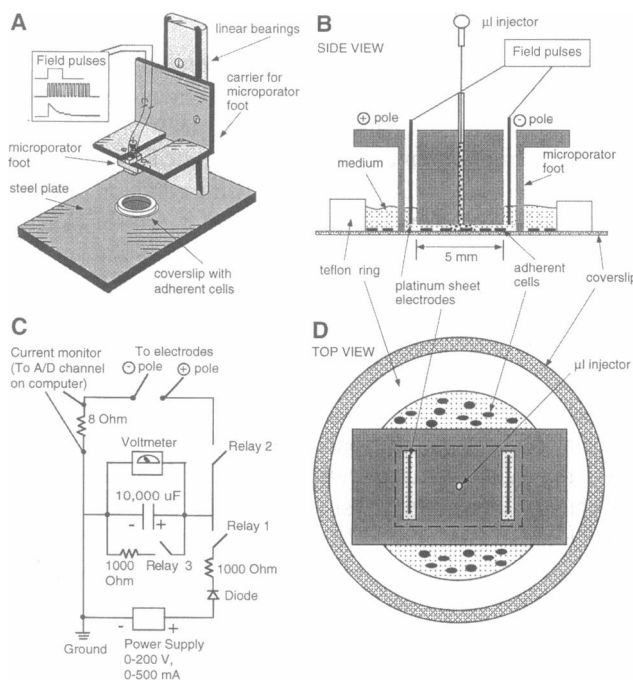 A
linear bearings
Field pulses
carrier for
microporator
foot
microporator
foot
steel plate
coverslip with
adherent cells
B
SIDE VIEW
µl injector
Field pulses
+ pole
- pole
medium
microporator
foot
5 mm
teflon ring
platinum sheet
electrodes
adherent
cells
coverslip
C
Current monitor
(To A/D channel
on computer)
To electrodes
- pole
+ pole
8 Ohm
Voltmeter
Relay 2
10,000 uF
- +
Relay 1
1000
Ohm
Relay 3
1000 Ohm
Diode
- +
Ground
Power Supply
0-200 V,
0-500 mA
D
TOP VIEW
µl injector